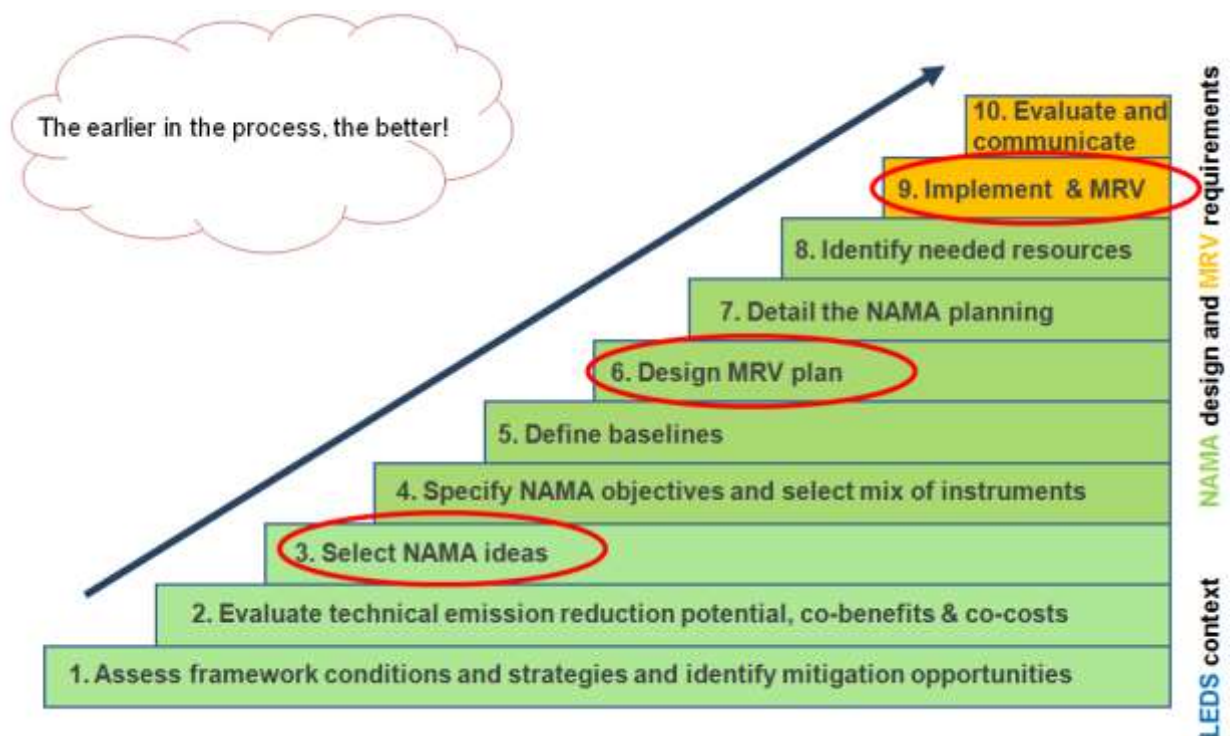 The earlier in the process, the better!
10. Evaluate and
communicate
9. Implement & MRV
8. Identify needed resources
7. Detail the NAMA planning
6. Design MRV plan
5. Define baselines
4. Specify NAMA objectives and select mix of instruments
3. Select NAMA ideas
2. Evaluate technical emission reduction potential, co-benefits & co-costs
1. Assess framework conditions and strategies and identify mitigation opportunities
NAMA design and MRV requirements
LEDS context